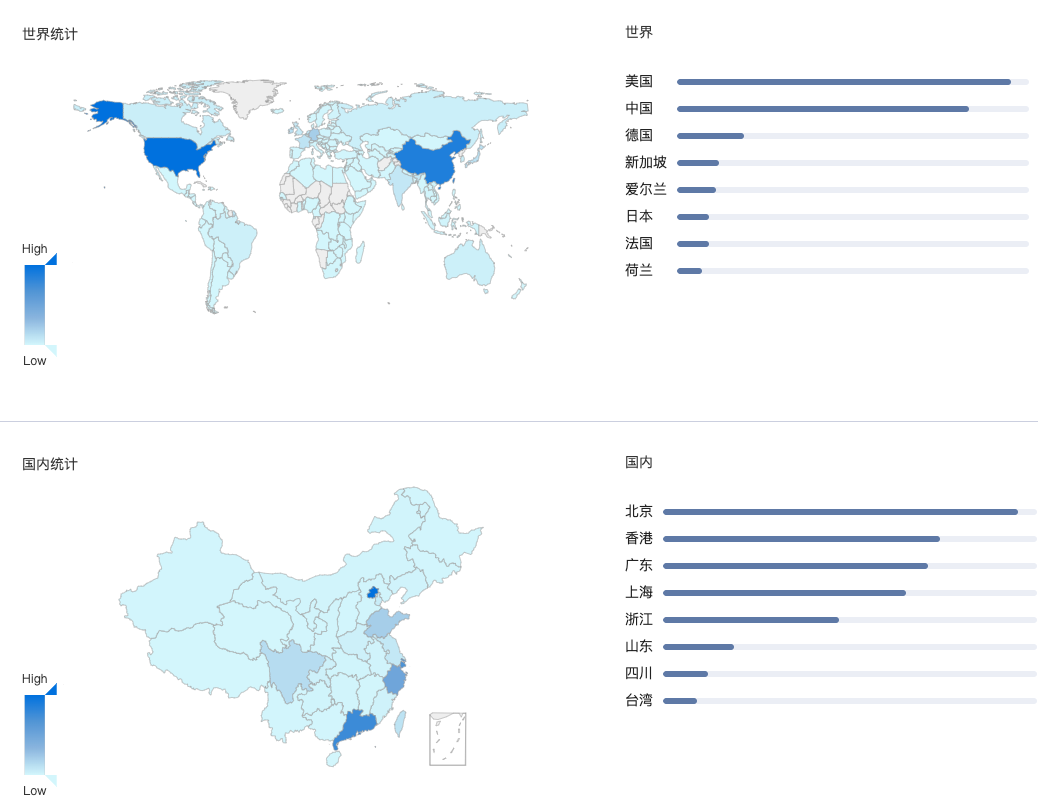 世界统计
世界
美国
中国
德国
新加坡
爱尔兰
日本
法国
荷兰
High
Low
国内统计
国内
北京
香港
广东
上海
浙江
山东
四川
台湾
High
Low